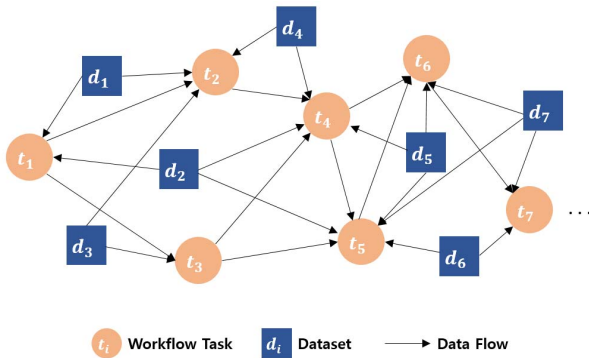 d₄
t₆
d₁
t₂
d₇
t₄
t₁
d₂
d₅
t₇
...
d₃
t₃
t₅
d₆
tᵢ Workflow Task dᵢ Dataset Data Flow